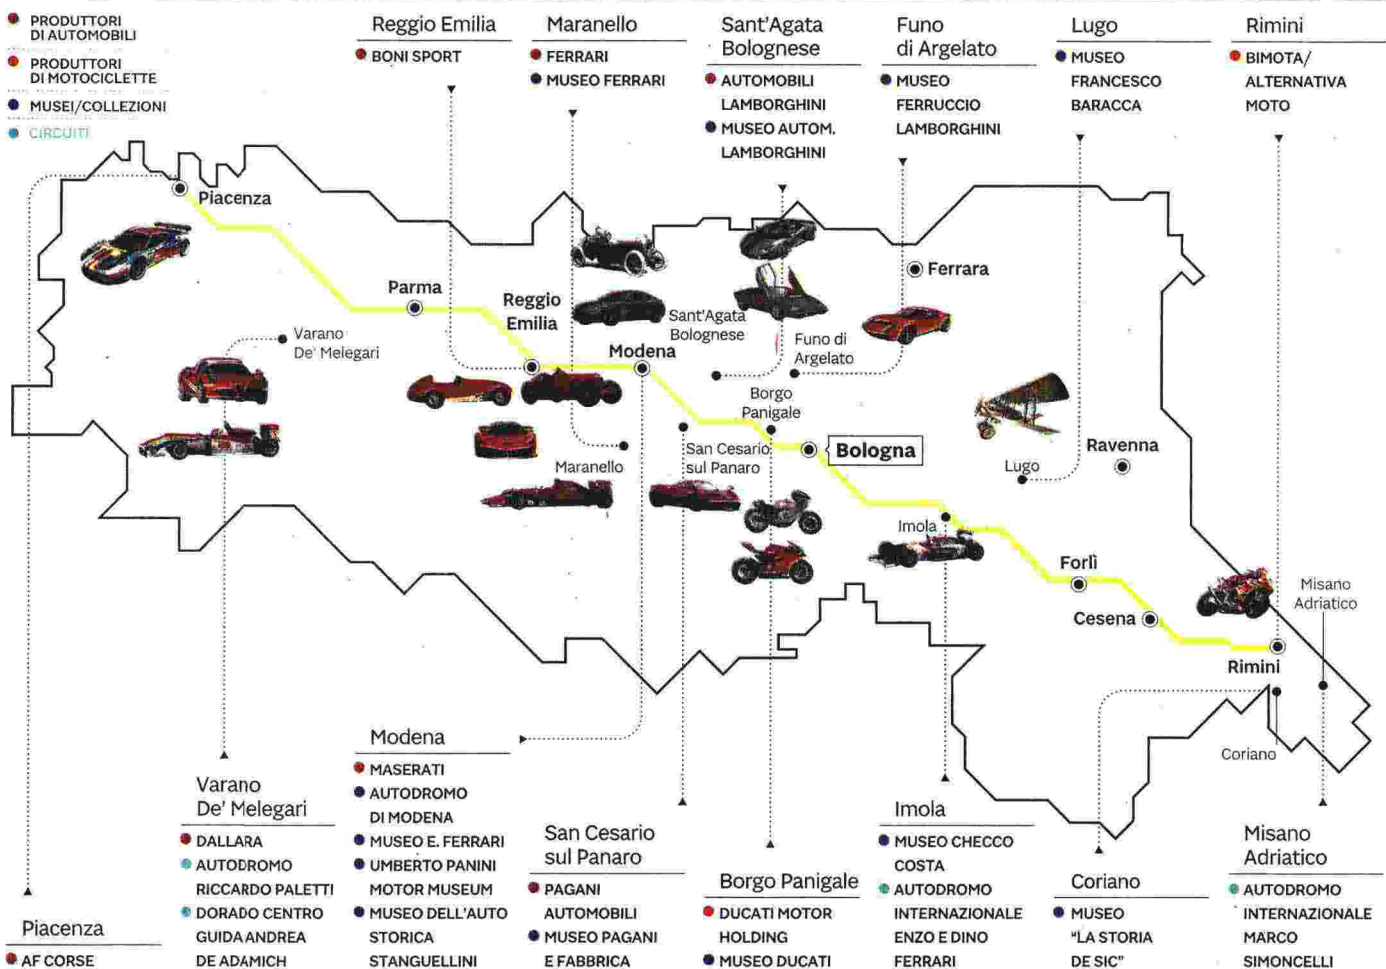 PRODUTTORI
DI AUTOMOBILI
PRODUTTORI
DI MOTOCICLETTE
MUSEI/COLLEZIONI
CIRCUITI
Reggio Emilia
BONI SPORT
Maranello
FERRARI
MUSEO FERRARI
Sant'Agata
Bolognese
AUTOMOBILI
LAMBORGHINI
MUSEO AUTOM.
LAMBORGHINI
Funo
di Argelato
MUSEO
FERRUCCIO
LAMBORGHINI
Lugo
MUSEO
FRANCESCO
BARACCA
Rimini
BIMOTA/
ALTERNATIVA
MOTO
Piacenza
Parma
Reggio
Emilia
Varano
De' Melegari
Modena
Sant'Agata
Bolognese
Funo di
Argelato
Ferrara
Borgo
Panigale
Maranello
San Cesario
sul Panaro
Bologna
Lugo
Ravenna
Imola
Forlì
Cesena
Rimini
Misano
Adriatico
Coriano
Piacenza
AF CORSE
Varano
De' Melegari
DALLARA
AUTODROMO
RICCARDO PALETTI
DORADO CENTRO
GUIDA ANDREA
DE ADAMICH
Modena
MASERATI
AUTODROMO
DI MODENA
MUSEO E. FERRARI
UMBERTO PANINI
MOTOR MUSEUM
MUSEO DELL'AUTO
STORICA
STANGUELLINI
San Cesario
sul Panaro
PAGANI
AUTOMOBILI
MUSEO PAGANI
E FABBRICA
Borgo Panigale
DUCATI MOTOR
HOLDING
MUSEO DUCATI
Imola
MUSEO CHECCO
COSTA
AUTODROMO
INTERNAZIONALE
ENZO E DINO
FERRARI
Coriano
MUSEO
"LA STORIA
DE SIC"
Misano
Adriatico
AUTODROMO
INTERNAZIONALE
MARCO
SIMONCELLI